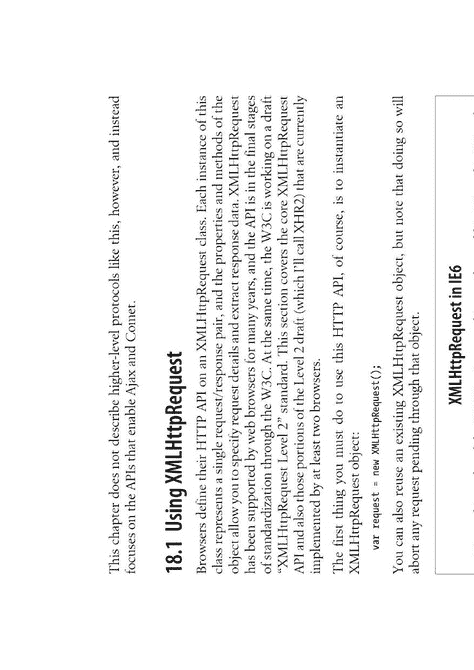 This chapter does not describe higher-level protocols like this, however, and instead
focuses on the APIs that enable Ajax and Comet.
18.1 Using XMLHttpRequest
Browsers define their HTTP API on an XMLHttpRequest class. Each instance of this
class represents a single request/response pair, and the properties and methods of the
object allow you to specify request details and extract response data. XMLHttpRequest
has been supported by web browsers for many years, and the API is in the final stages
of standardization through the W3C. At the same time, the W3C is working on a draft
“XMLHttpRequest Level 2” standard. This section covers the core XMLHttpRequest
API and also those portions of the Level 2 draft (which I’ll call XHR2) that are currently
implemented by at least two browsers.
The first thing you must do to use this HTTP API, of course, is to instantiate an
XMLHttpRequest object:
var request = new XMLHttpRequest();
You can also reuse an existing XMLHttpRequest object, but note that doing so will
abort any request pending through that object.
XMLHttpRequest in IE6